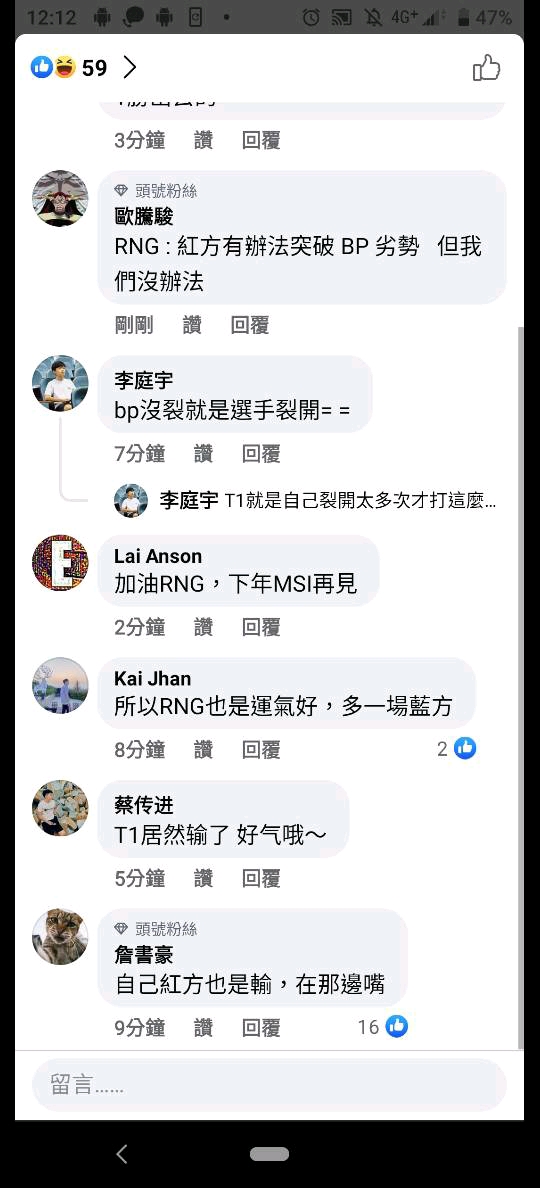 12:12
4G+
47%
59
3分鐘 讚 回覆
頭號粉絲
歐騰駿
RNG : 紅方有辦法突破 BP 劣勢 但我
們沒辦法
剛剛 讚 回覆
李庭宇
bp沒裂就是選手裂開= =
7分鐘 讚 回覆
李庭宇 T1就是自己裂開太多次才打這麼...
E
Lai Anson
加油RNG，下年MSI再見
2分鐘 讚 回覆
Kai Jhan
所以RNG也是運氣好，多一場藍方
8分鐘 讚 回覆 2
蔡传进
T1居然输了 好气哦～
5分鐘 讚 回覆
頭號粉絲
詹書豪
自己紅方也是輸，在那邊嘴
9分鐘 讚 回覆 16
留言......